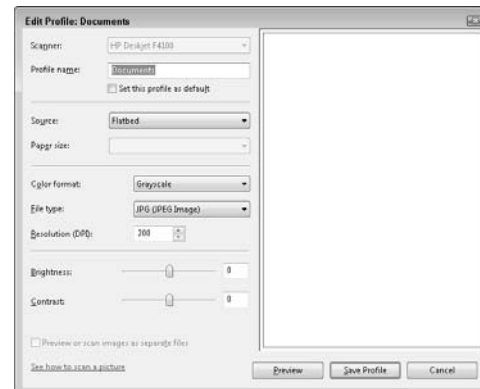 Edit Profile: Documents
Scanner: HP Deskjet F4100
Profile name: Documents
Set this profile as default
Source: Flatbed
Paper size:
Color format: Grayscale
File type: JPG (JPEG Image)
Resolution (DPI): 200
Brightness: 0
Contrast: 0
Preview or scan images as separate files
See how to scan a picture
Preview Save Profile Cancel